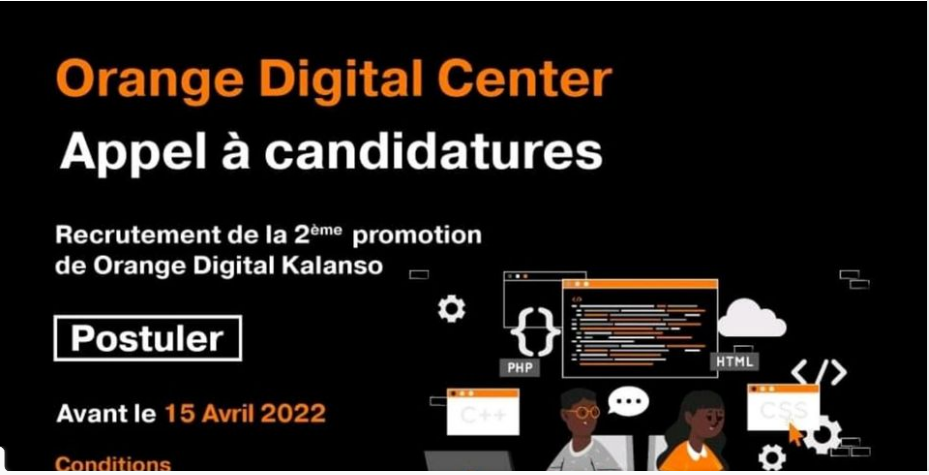 Orange Digital Center
Appel à candidatures
Recrutement de la 2ème promotion
de Orange Digital Kalanso
Postuler
Avant le 15 Avril 2022
Conditions
PHP
HTML
C++
CSS